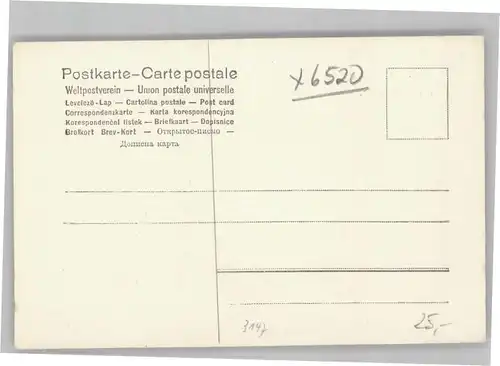 Postkarte — Carte postale
Weltpostverein — Union postale universelle
Levelező-Lap — Cartolina postale — Post card
Correspondenzkarte — Karta korespondencyjna
Korespondenční lístek — Briefkaart — Dopisnice
Brefkort Brev-Kort — Открытое письмо —
Дописна карта
x6520
3147
25,-